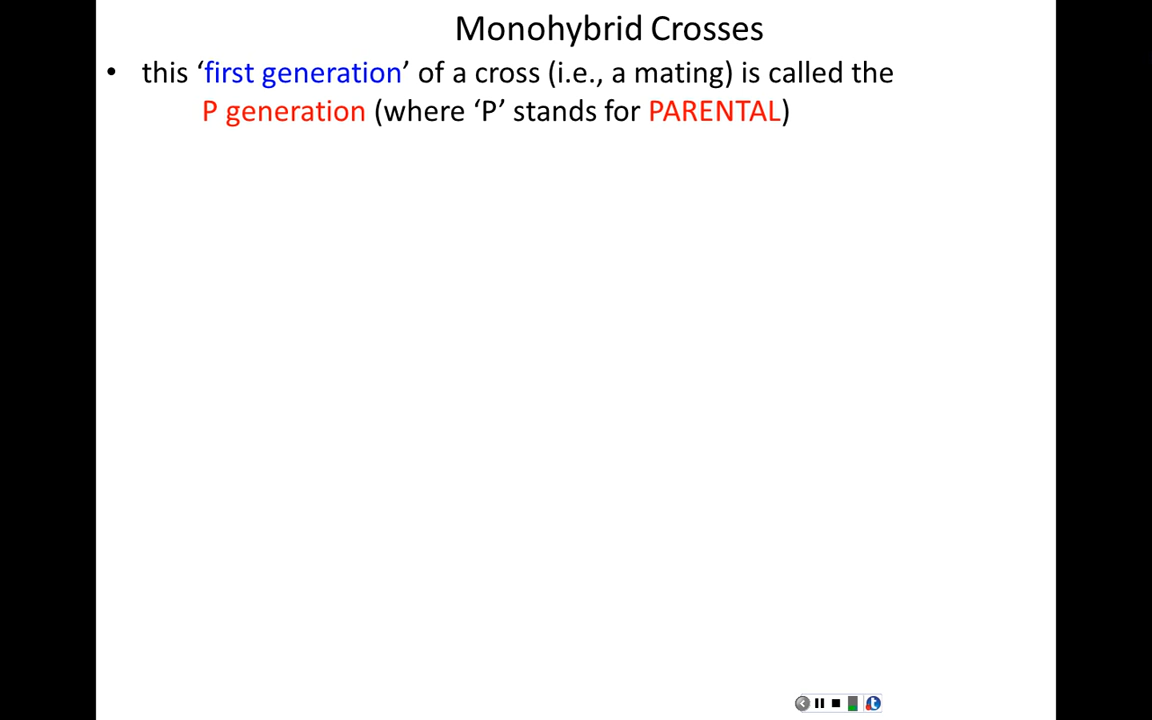 Monohybrid Crosses
• this ‘first generation’ of a cross (i.e., a mating) is called the
P generation (where ‘P’ stands for PARENTAL)